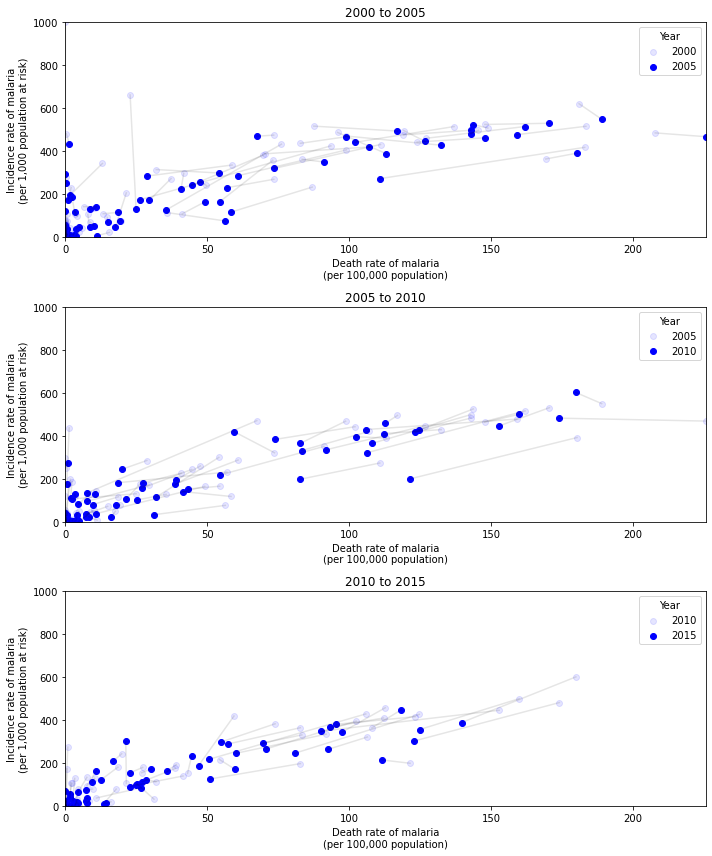 2000 to 2005
1000
800
600
400
200
0
Incidence rate of malaria
(per 1,000 population at risk)
Year
2000
2005
0
50
100
150
200
Death rate of malaria
(per 100,000 population)
2005 to 2010
1000
800
600
400
200
0
Incidence rate of malaria
(per 1,000 population at risk)
Year
2005
2010
0
50
100
150
200
Death rate of malaria
(per 100,000 population)
2010 to 2015
1000
800
600
400
200
0
Incidence rate of malaria
(per 1,000 population at risk)
Year
2010
2015
0
50
100
150
200
Death rate of malaria
(per 100,000 population)